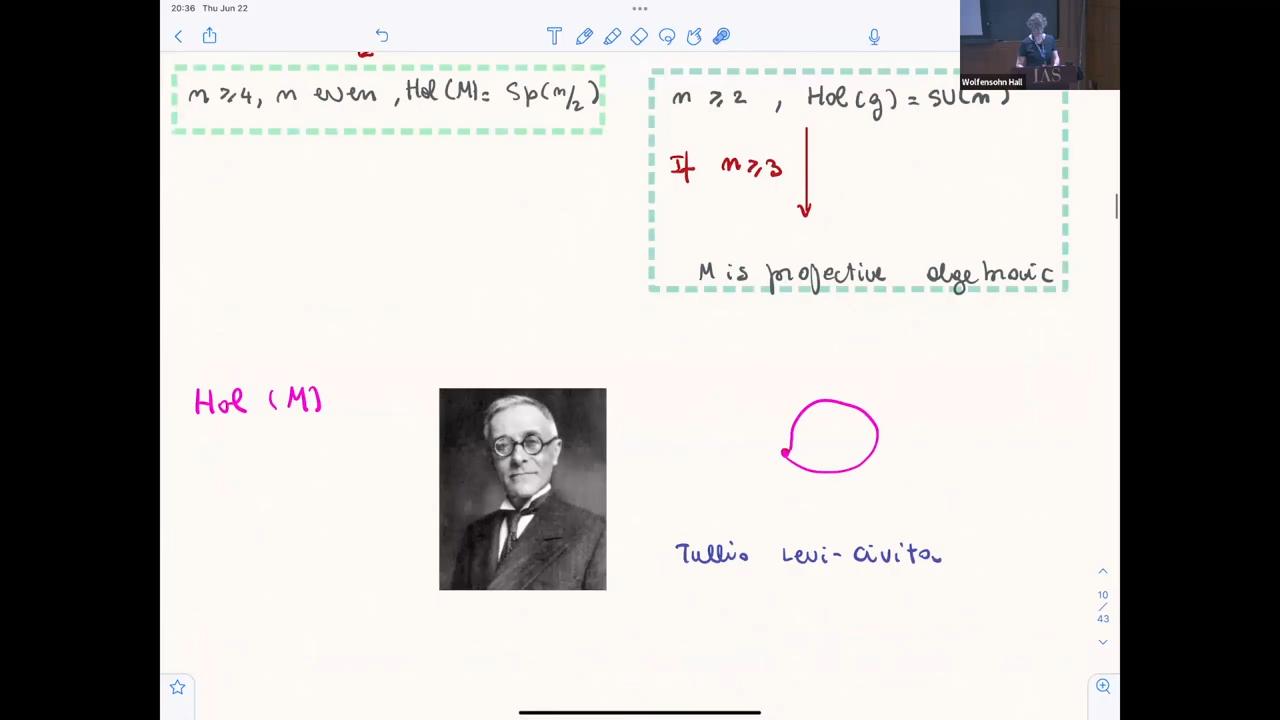 20:36 Thu Jun 22
Wolfensohn Hall
IAS
n ≥ 4, n even, Hol(M) = Sp(n/2)
n ≥ 2, Hol(g) = SU(n)
If n ≥ 3
M is projective algebraic
Hol (M)
Tullio Levi-Civita
10
/
43